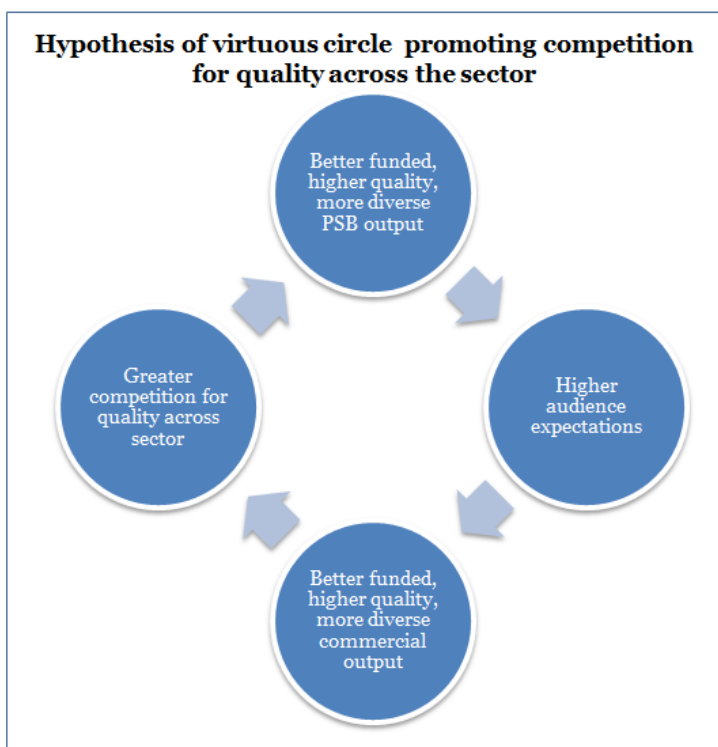 Hypothesis of virtuous circle promoting competition
for quality across the sector
Better funded,
higher quality,
more diverse
PSB output
Higher
audience
expectations
Better funded,
higher quality,
more diverse
commercial
output
Greater
competition for
quality across
sector